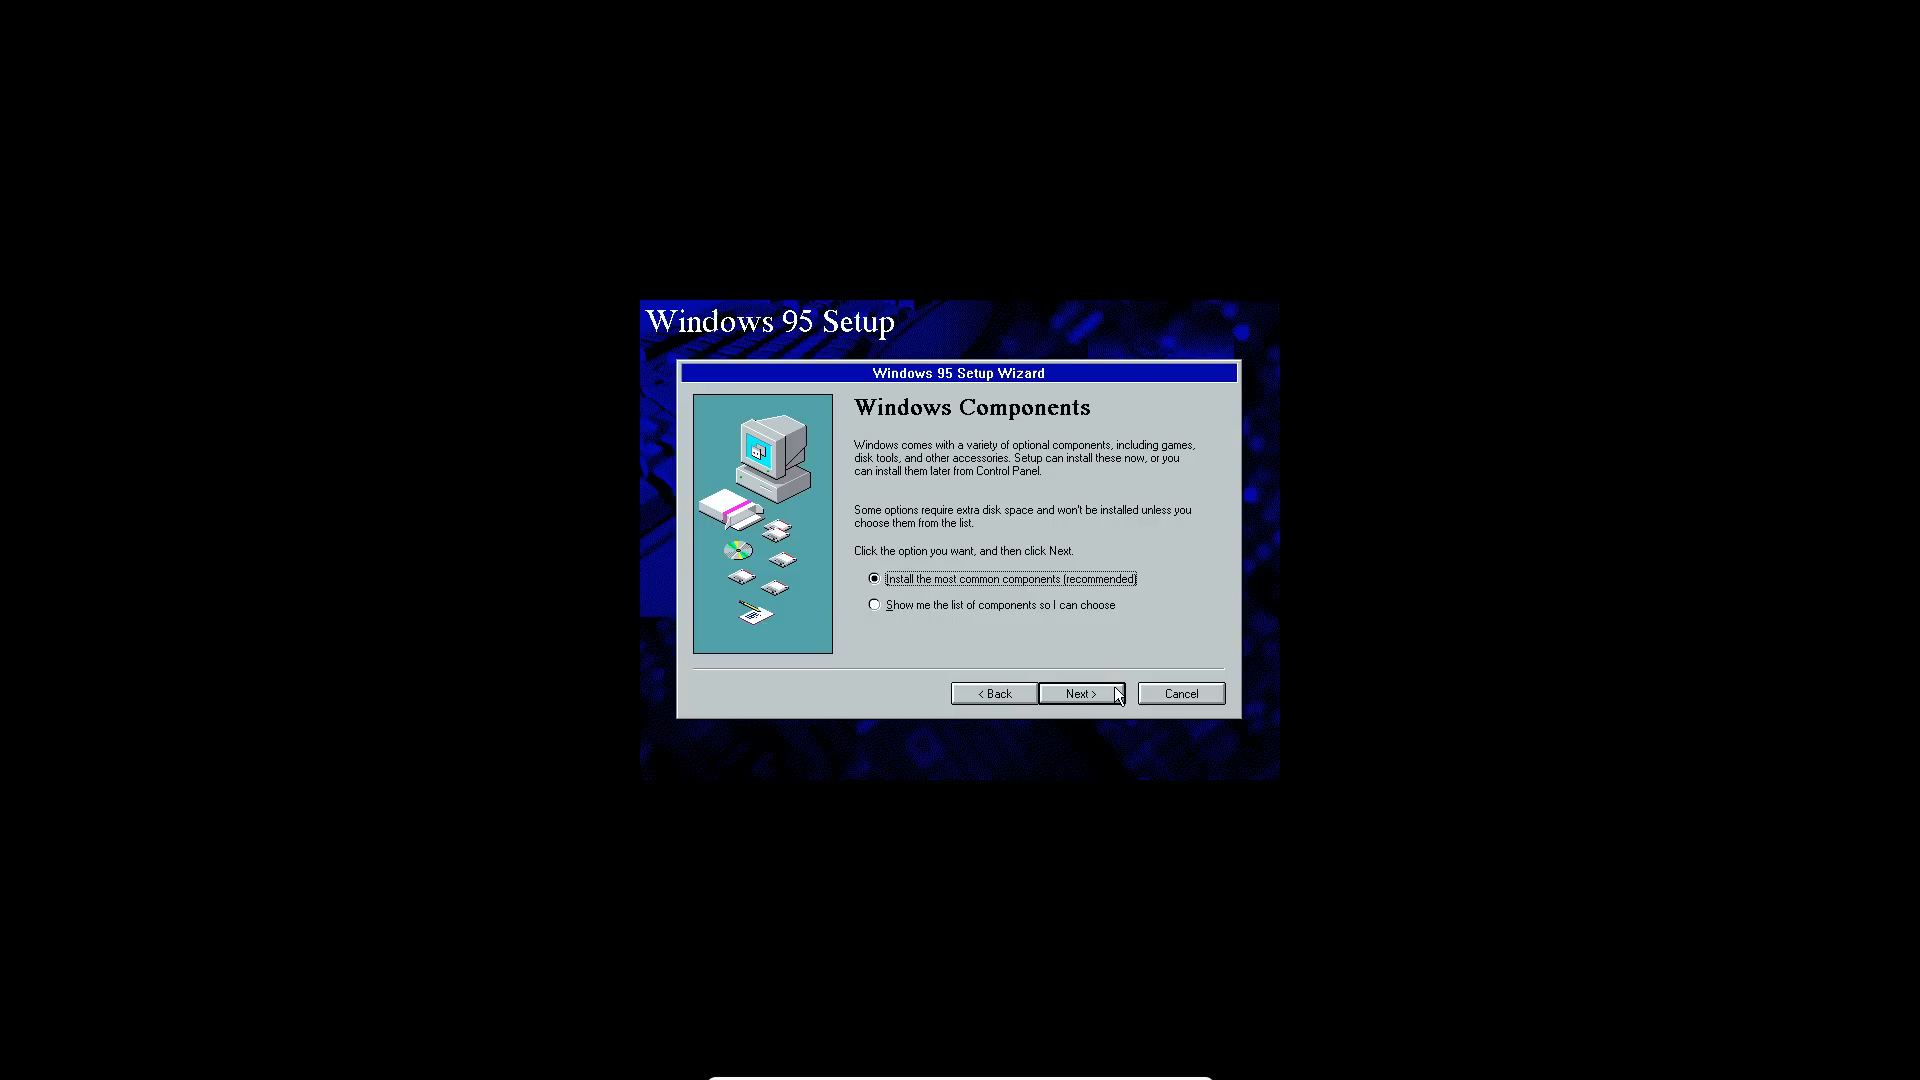 Windows 95 Setup
Windows 95 Setup Wizard
Windows Components
Windows comes with a variety of optional components, including games,
disk tools, and other accessories. Setup can install these now, or you
can install them later from Control Panel.
Some options require extra disk space and won't be installed unless you
choose them from the list.
Click the option you want, and then click Next.
Install the most common components (recommended)
Show me the list of components so I can choose
< Back
Next >
Cancel